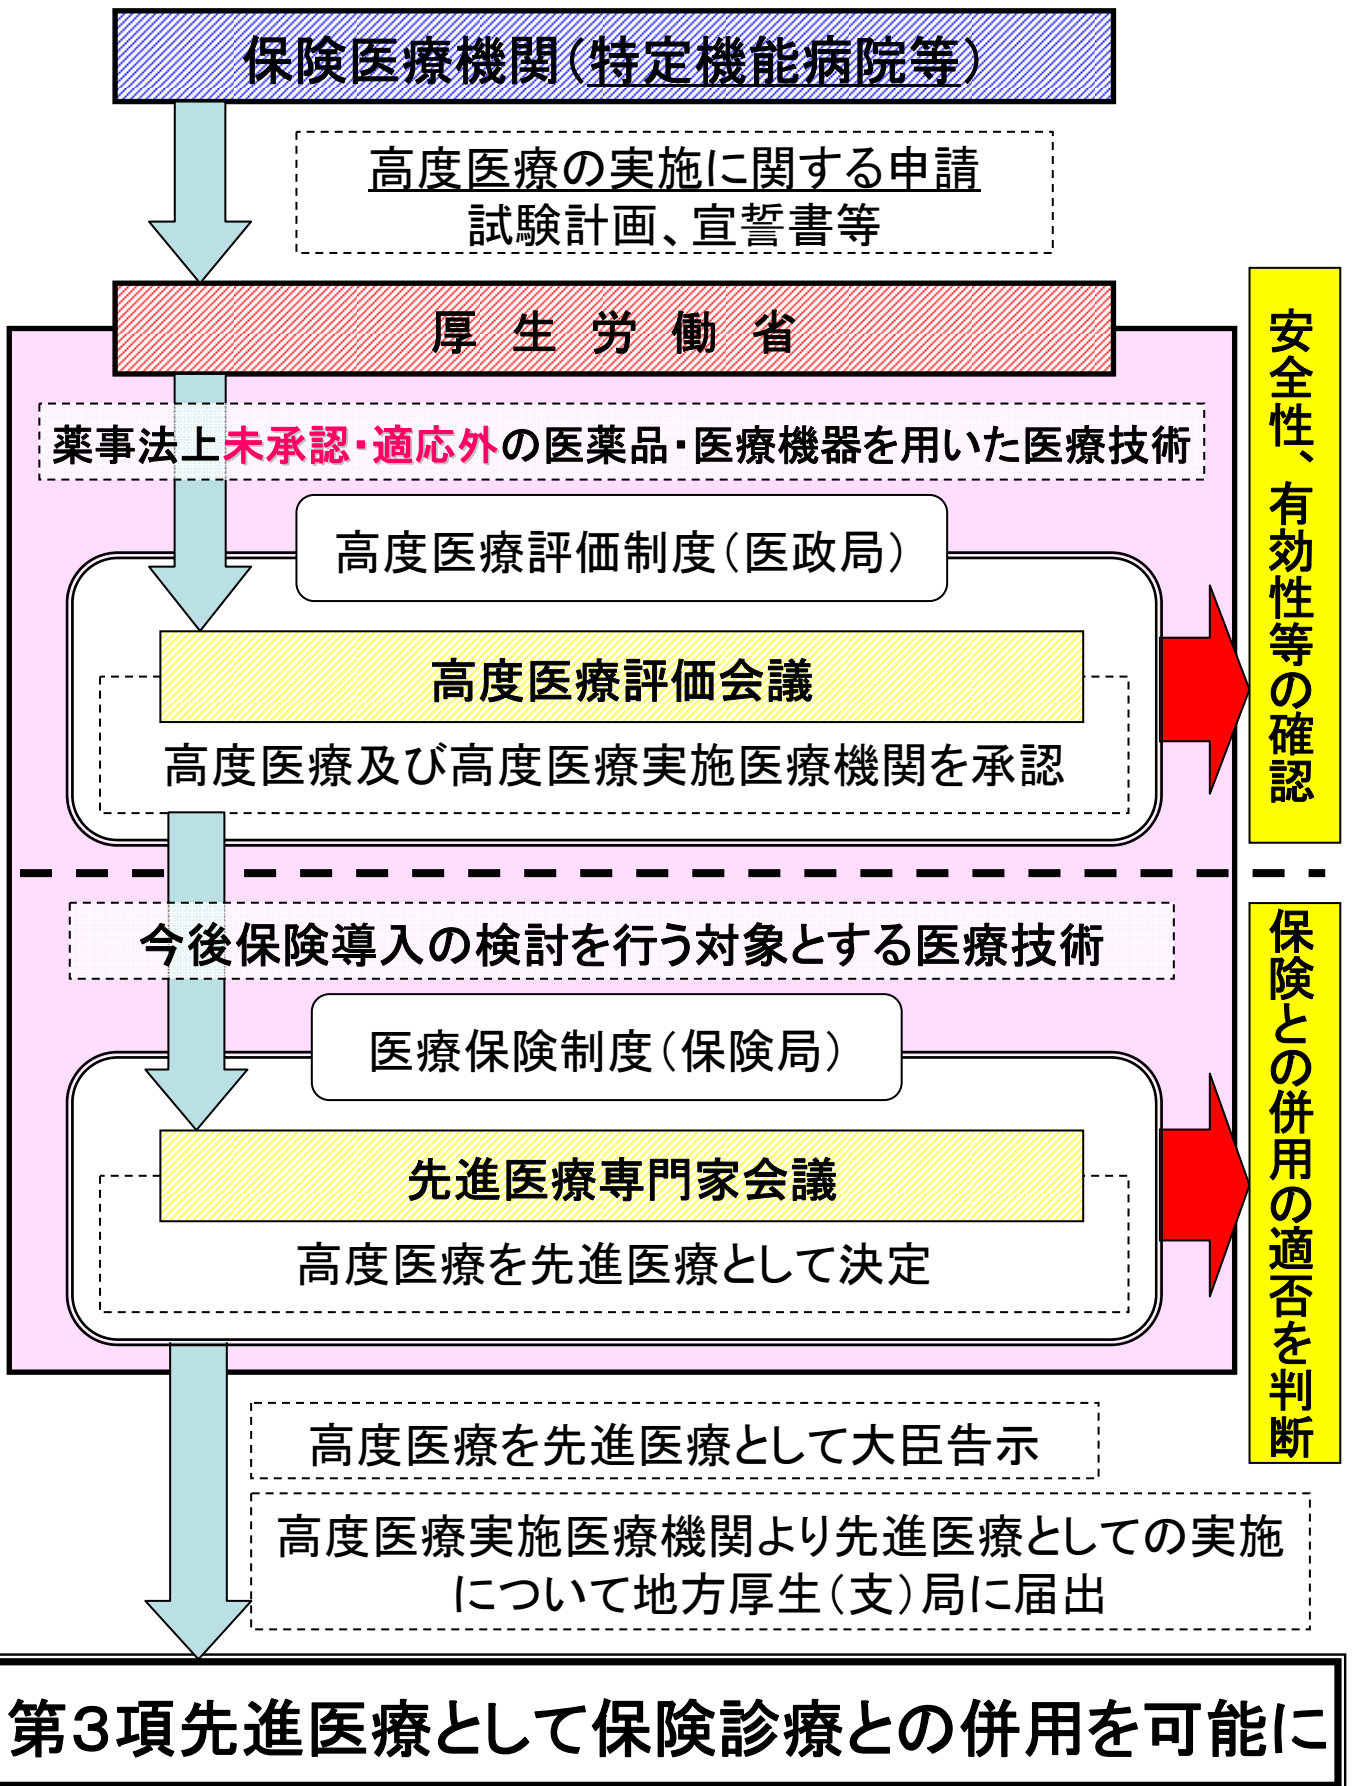 保険医療機関（特定機能病院等）
高度医療の実施に関する申請
試験計画、宣誓書等
厚生労働省
薬事法上未承認・適応外の医薬品・医療機器を用いた医療技術
高度医療評価制度（医政局）
高度医療評価会議
高度医療及び高度医療実施医療機関を承認
安全性、有効性等の確認
今後保険導入の検討を行う対象とする医療技術
医療保険制度（保険局）
先進医療専門家会議
高度医療を先進医療として決定
保険との併用の適否を判断
高度医療を先進医療として大臣告示
高度医療実施医療機関より先進医療としての実施
について地方厚生（支）局に届出
第３項先進医療として保険診療との併用を可能に